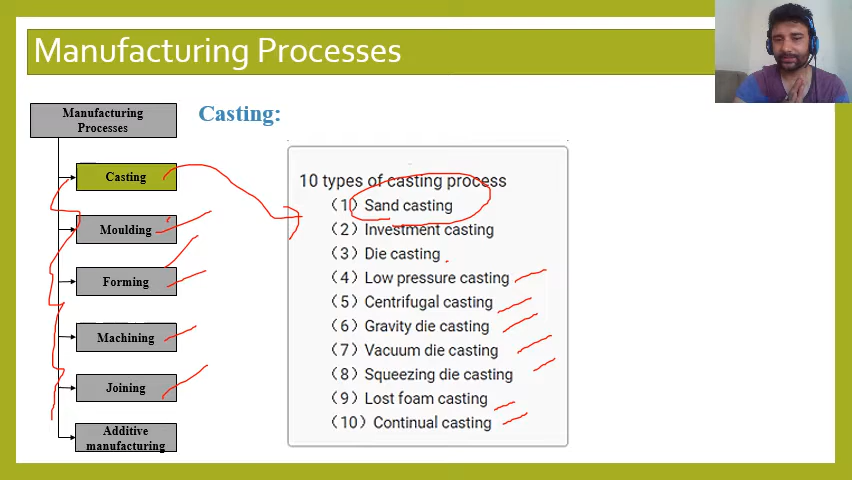 Manufacturing Processes
Manufacturing
Processes
Casting
Moulding
Forming
Machining
Joining
Additive
manufacturing
Casting:
10 types of casting process
(1) Sand casting
(2) Investment casting
(3) Die casting
(4) Low pressure casting
(5) Centrifugal casting
(6) Gravity die casting
(7) Vacuum die casting
(8) Squeezing die casting
(9) Lost foam casting
(10) Continual casting